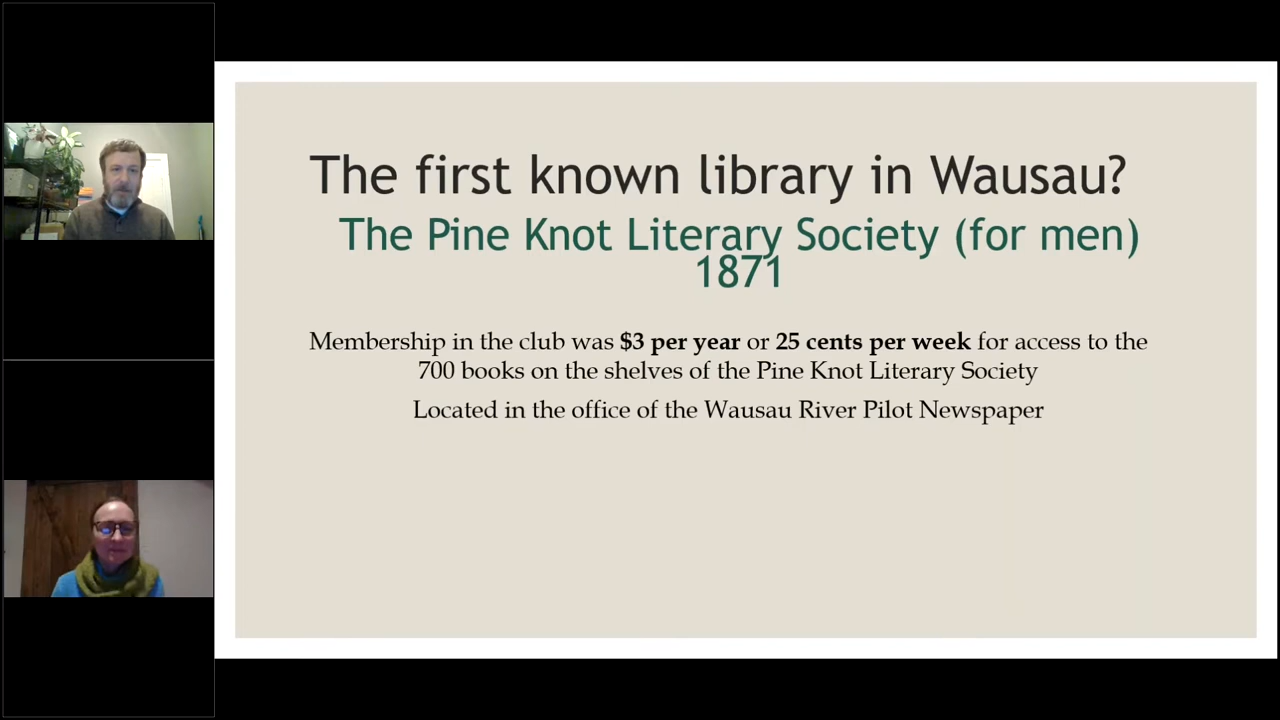 The first known library in Wausau?
The Pine Knot Literary Society (for men)
1871
Membership in the club was $3 per year or 25 cents per week for access to the
700 books on the shelves of the Pine Knot Literary Society
Located in the office of the Wausau River Pilot Newspaper